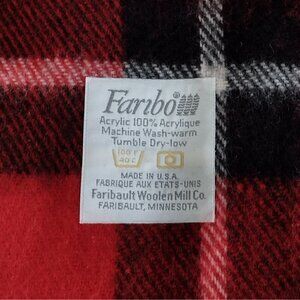 Faribo®
Acrylic 100% Acrylique
Machine Wash-warm
Tumble Dry-low
100 F
40 C
MADE IN U.S.A.
FABRIQUE AUX ETATS-UNIS
Faribault Woolen Mill Co.
FARIBAULT, MINNESOTA